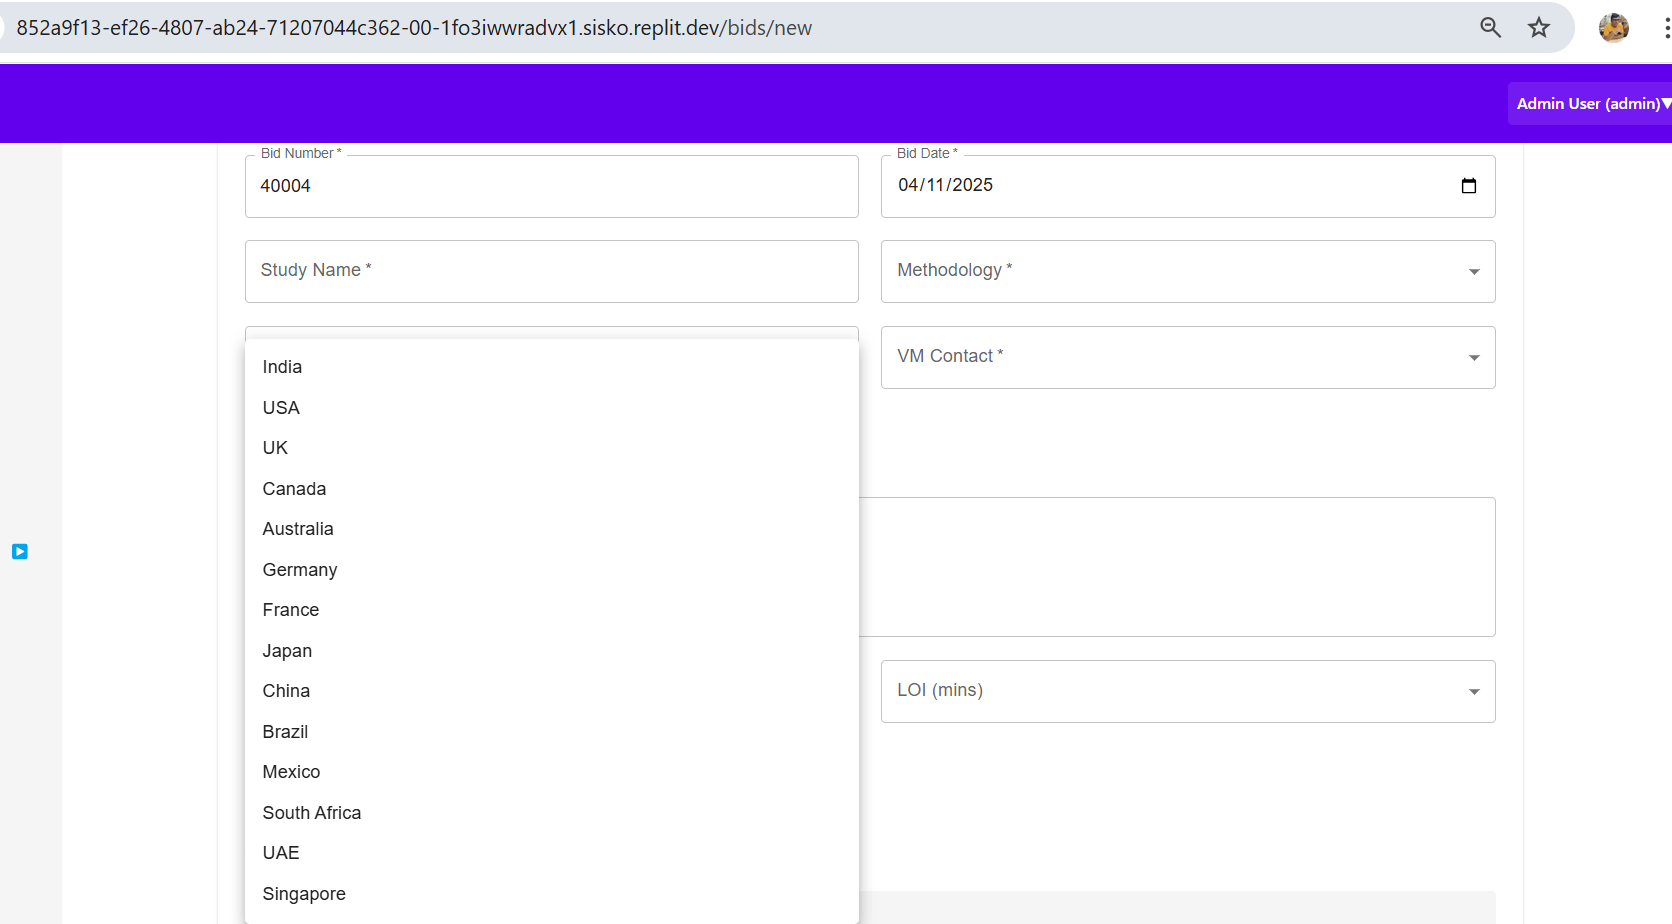 852a9f13-ef26-4807-ab24-71207044c362-00-1fo3iwwradvx1.sisko.replit.dev/bids/new
Admin User (admin)▼
Bid Number *
40004
Bid Date *
04/11/2025
Study Name *
Methodology *
VM Contact *
India
USA
UK
Canada
Australia
Germany
France
Japan
China
Brazil
Mexico
South Africa
UAE
Singapore
LOI (mins)